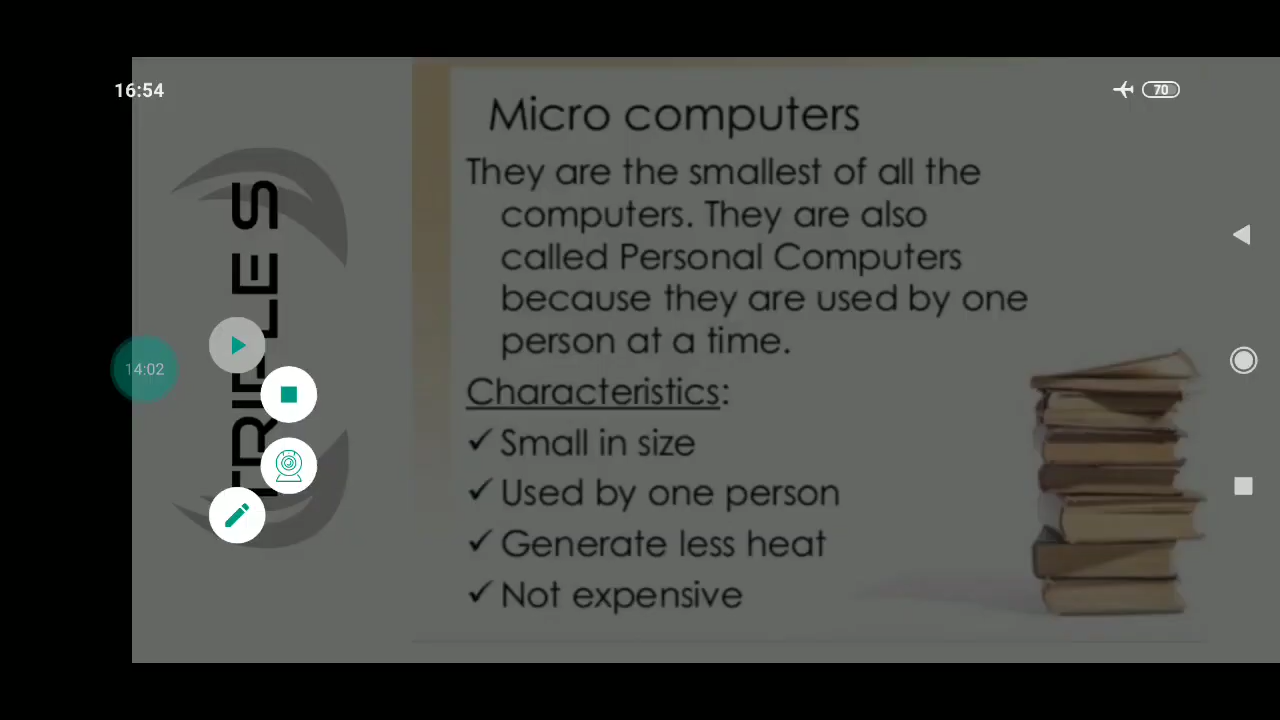 16:54
70
TRIPLE S
14:02
Micro computers
They are the smallest of all the
computers. They are also
called Personal Computers
because they are used by one
person at a time.
Characteristics:
✓ Small in size
✓ Used by one person
✓ Generate less heat
✓ Not expensive